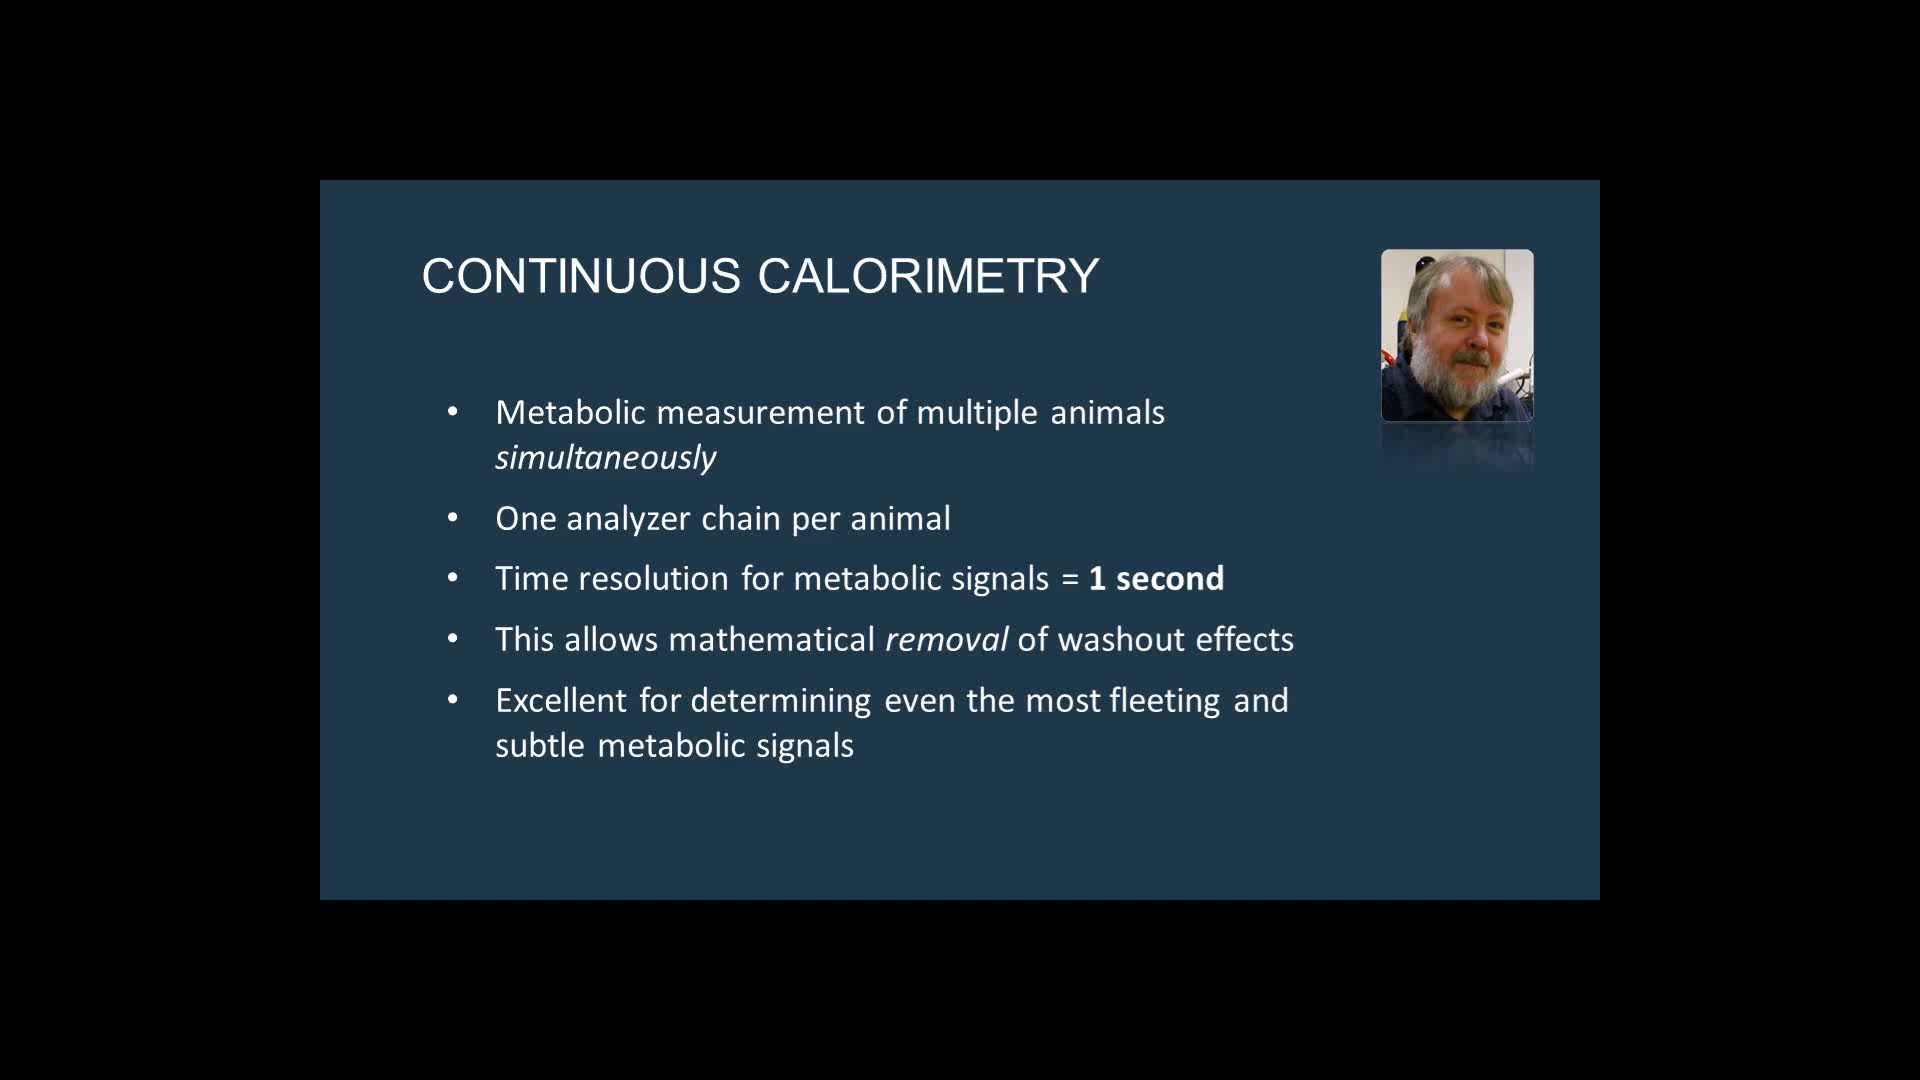 CONTINUOUS CALORIMETRY
• Metabolic measurement of multiple animals
simultaneously
• One analyzer chain per animal
• Time resolution for metabolic signals = 1 second
• This allows mathematical removal of washout effects
• Excellent for determining even the most fleeting and
subtle metabolic signals